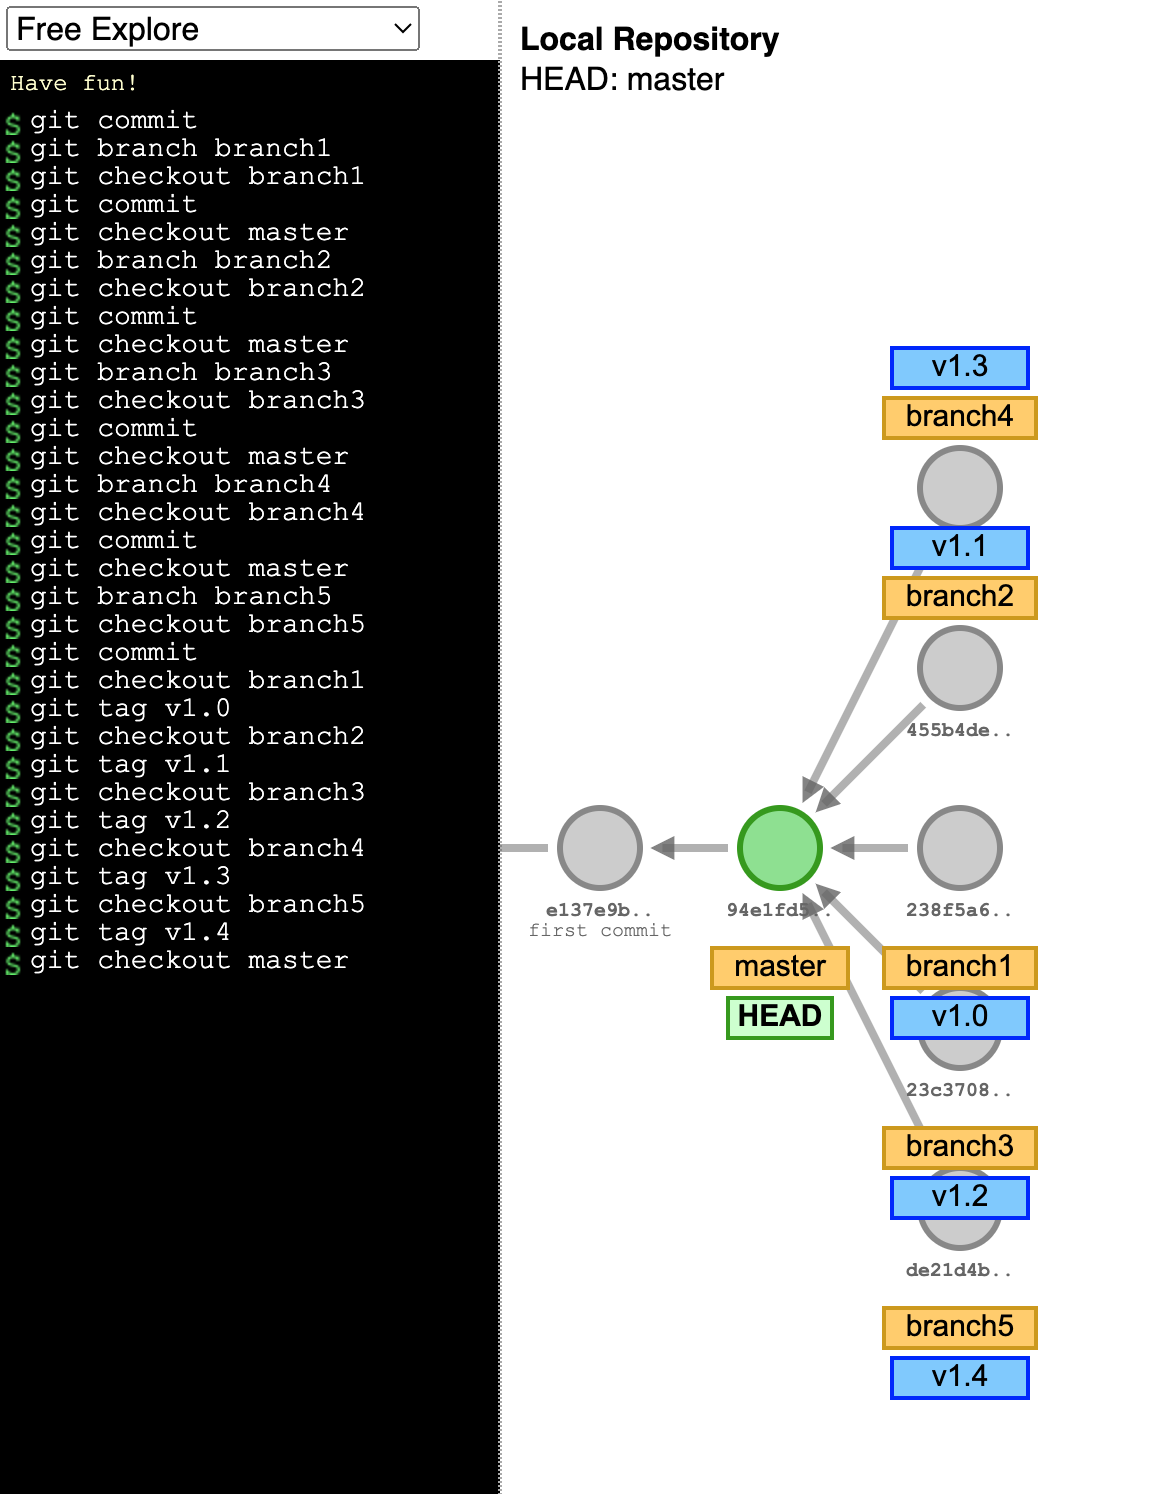 Free Explore
Have fun!
$ git commit
$ git branch branch1
$ git checkout branch1
$ git commit
$ git checkout master
$ git branch branch2
$ git checkout branch2
$ git commit
$ git checkout master
$ git branch branch3
$ git checkout branch3
$ git commit
$ git checkout master
$ git branch branch4
$ git checkout branch4
$ git commit
$ git checkout master
$ git branch branch5
$ git checkout branch5
$ git commit
$ git checkout branch1
$ git tag v1.0
$ git checkout branch2
$ git tag v1.1
$ git checkout branch3
$ git tag v1.2
$ git checkout branch4
$ git tag v1.3
$ git checkout branch5
$ git tag v1.4
$ git checkout master
Local Repository
HEAD: master
v1.3
branch4
v1.1
branch2
455b4de..
e137e9b..
first commit
94e1fd5..
238f5a6..
master
HEAD
branch1
v1.0
23c3708..
branch3
v1.2
de21d4b..
branch5
v1.4